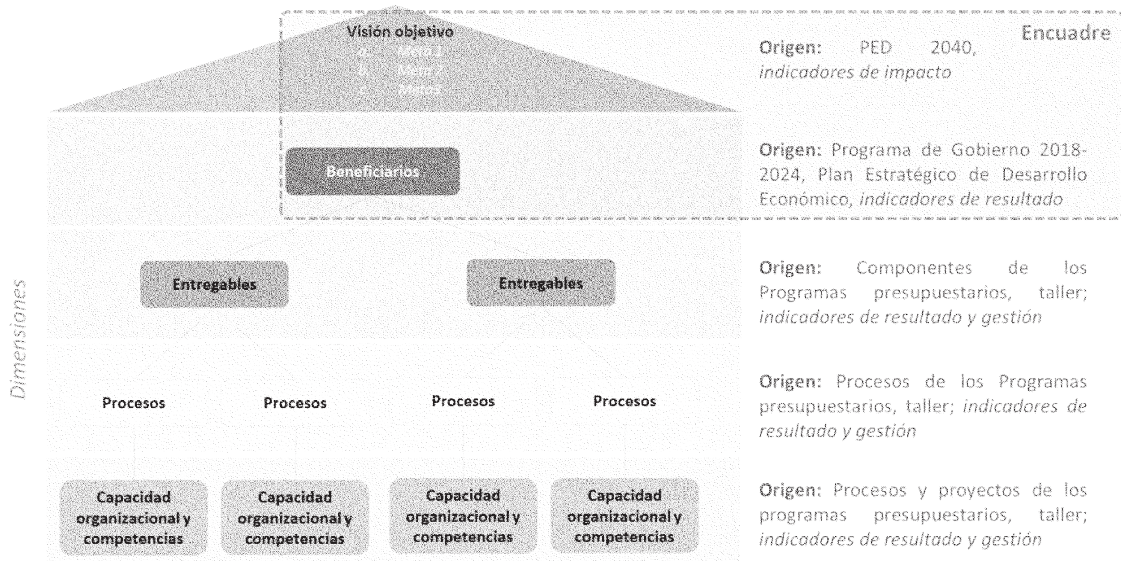 Encuadre
Visión objetivo
Meta 1
Meta 2
Origen: PED 2040,
indicadores de impacto
Beneficiarios
Origen: Programa de Gobierno 2018-
2024, Plan Estratégico de Desarrollo
Económico, indicadores de resultado
Dimensiones
Entregables
Entregables
Origen: Componentes de los
Programas presupuestarios, taller;
indicadores de resultado y gestión
Procesos
Procesos
Procesos
Procesos
Origen: Procesos de los Programas
presupuestarios, taller; indicadores de
resultado y gestión
Capacidad
organizacional y
competencias
Capacidad
organizacional y
competencias
Capacidad
organizacional y
competencias
Capacidad
organizacional y
competencias
Origen: Procesos y proyectos de los
programas presupuestarios, taller;
indicadores de resultado y gestión